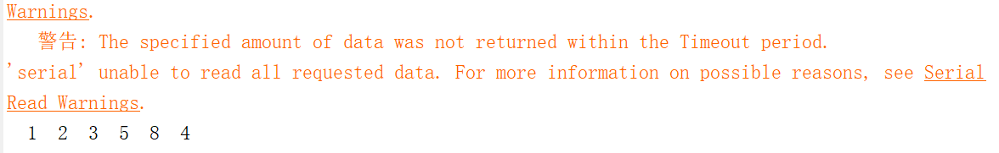 Warnings.
警告: The specified amount of data was not returned within the Timeout period.
'serial' unable to read all requested data. For more information on possible reasons, see Serial
Read Warnings.
1 2 3 5 8 4